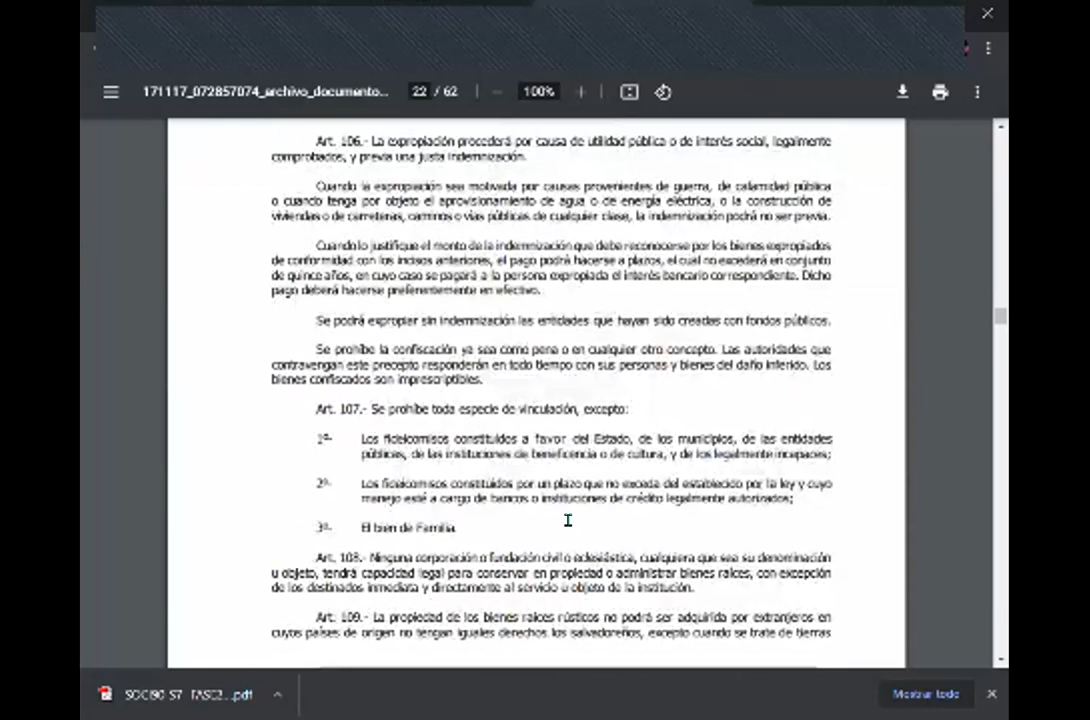 171117_072857074_archivo_documento...
22 / 62
100%
Art. 106.- La expropiación procederá por causa de utilidad pública o de interés social, legalmente
comprobados, y previa una justa indemnización.
Cuando la expropiación sea motivada por causas provenientes de guerra, de calamidad pública
o cuando tenga por objeto el aprovisionamiento de agua o de energía eléctrica, o la construcción de
viviendas o de carreteras, caminos o vías públicas de cualquier clase, la indemnización podrá no ser previa.
Cuando lo justifique el monto de la indemnización que deba reconocerse por los bienes expropiados
de conformidad con los incisos anteriores, el pago podrá hacerse a plazos, el cual no excederá en conjunto
de quince años, en cuyo caso se pagará a la persona expropiada el interés bancario correspondiente. Dicho
pago deberá hacerse preferentemente en efectivo.
Se podrá expropiar sin indemnización las entidades que hayan sido creadas con fondos públicos.
Se prohíbe la confiscación ya sea como pena o en cualquier otro concepto. Las autoridades que
contravengan este precepto responderán en todo tiempo con sus personas y bienes del daño inferido. Los
bienes confiscados son imprescriptibles.
Art. 107.- Se prohíbe toda especie de vinculación, excepto:
1º- Los fideicomisos constituidos a favor del Estado, de los municipios, de las entidades
públicas, de las instituciones de beneficencia o de cultura, y de los legalmente incapaces;
2º- Los fideicomisos constituidos por un plazo que no exceda del establecido por la ley y cuyo
manejo esté a cargo de bancos o instituciones de crédito legalmente autorizados;
3º- El bien de Familia.
Art. 108.- Ninguna corporación o fundación civil o eclesiástica, cualquiera que sea su denominación
u objeto, tendrá capacidad legal para conservar en propiedad o administrar bienes raíces, con excepción
de los destinados inmediata y directamente al servicio u objeto de la institución.
Art. 109.- La propiedad de los bienes raíces rústicos no podrá ser adquirida por extranjeros en
cuyos países de origen no tengan iguales derechos los salvadoreños, excepto cuando se trate de tierras
Mostrar todo